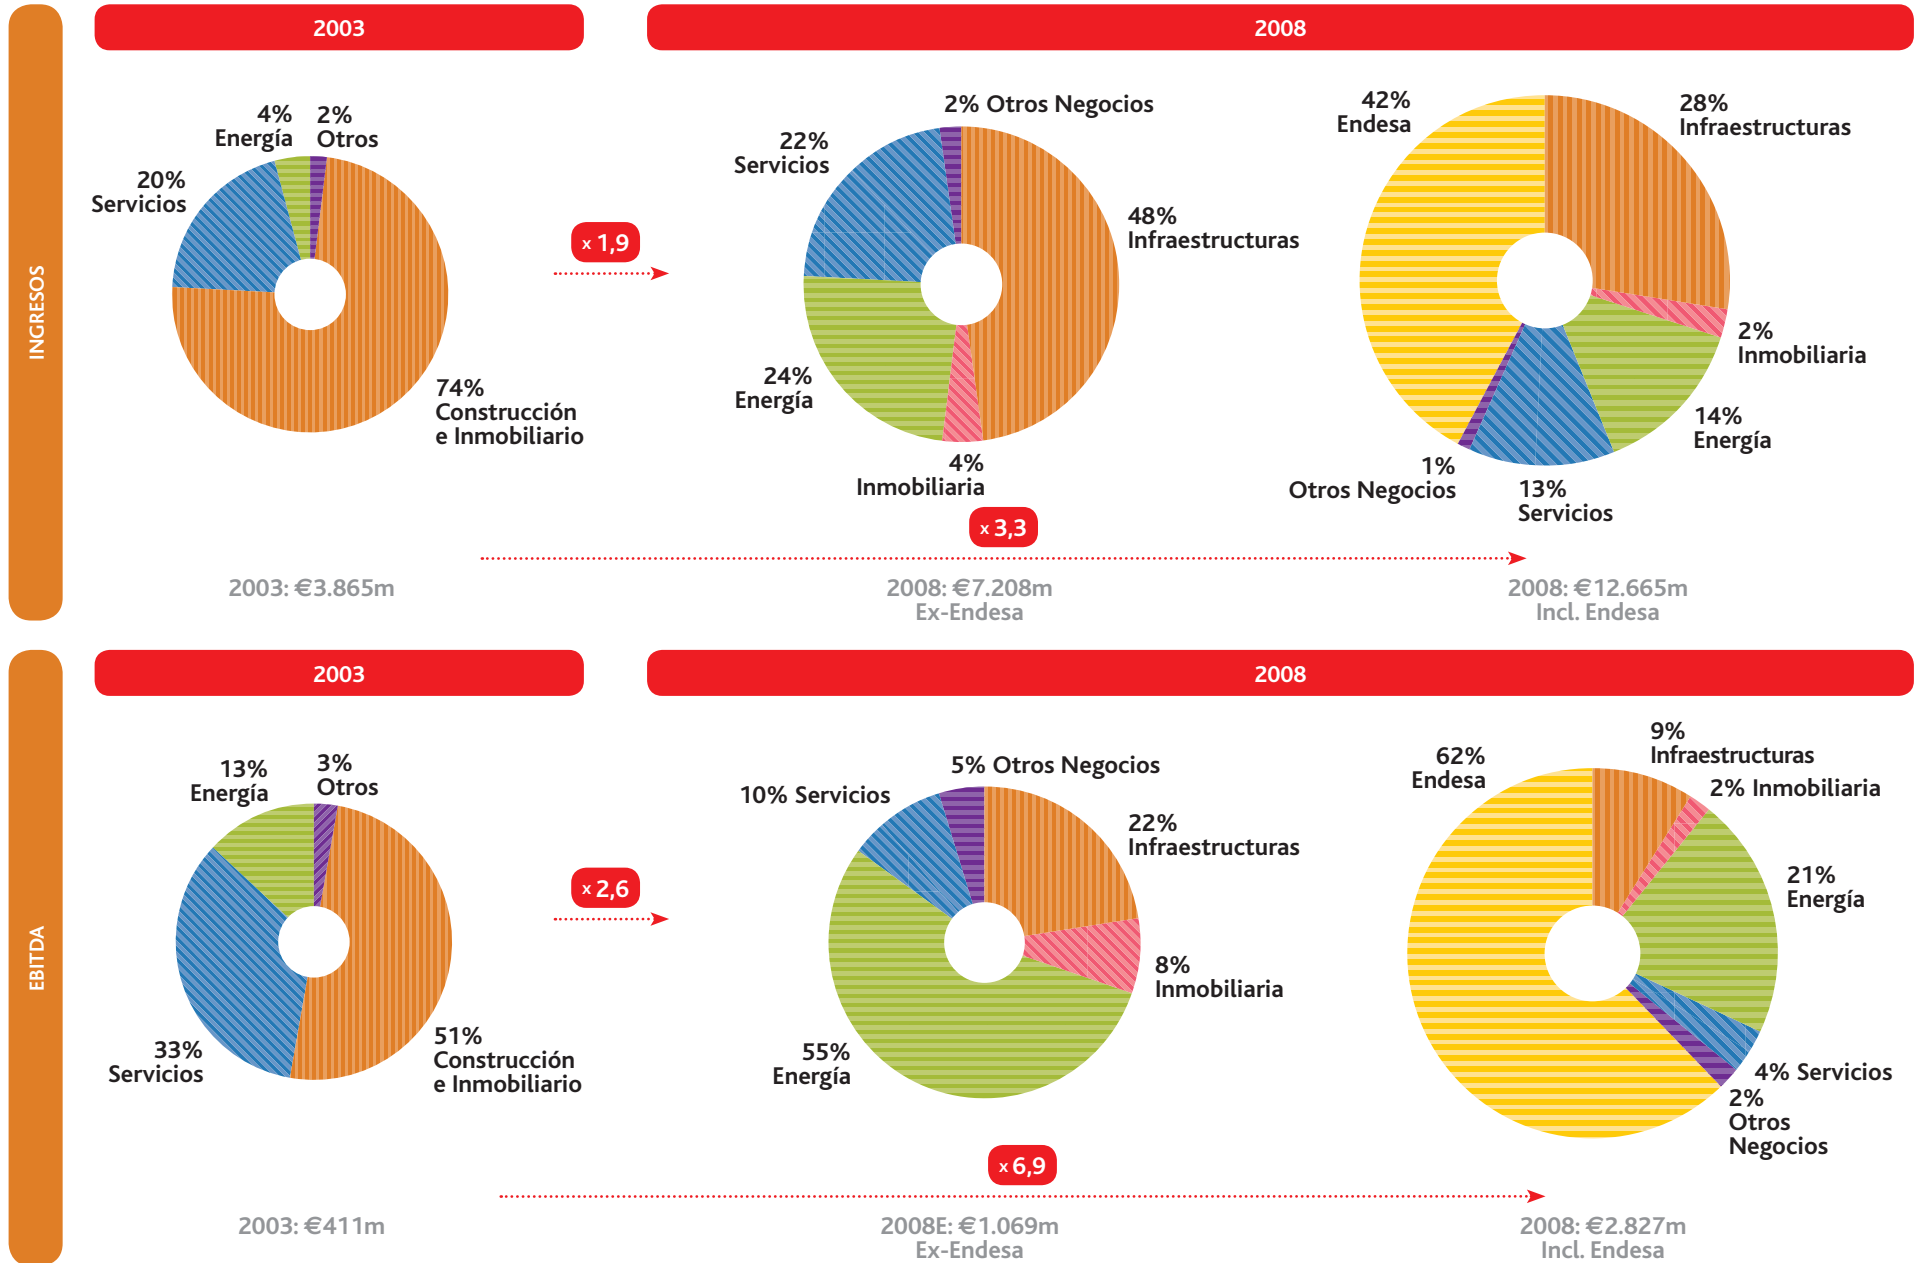 INGRESOS
2003
2008
4%
Energía
2%
Otros
20%
Servicios
74%
Construcción
e Inmobiliario
x 1,9
2% Otros Negocios
22%
Servicios
48%
Infraestructuras
24%
Energía
4%
Inmobiliaria
42%
Endesa
28%
Infraestructuras
2%
Inmobiliaria
14%
Energía
1%
Otros Negocios
13%
Servicios
x 3,3
2003: €3.865m
2008: €7.208m
Ex-Endesa
2008: €12.665m
Incl. Endesa
EBITDA
2003
2008
13%
Energía
3%
Otros
33%
Servicios
51%
Construcción
e Inmobiliario
x 2,6
5% Otros Negocios
10% Servicios
22%
Infraestructuras
8%
Inmobiliaria
55%
Energía
62%
Endesa
9%
Infraestructuras
2% Inmobiliaria
21%
Energía
4% Servicios
2%
Otros
Negocios
x 6,9
2003: €411m
2008E: €1.069m
Ex-Endesa
2008: €2.827m
Incl. Endesa